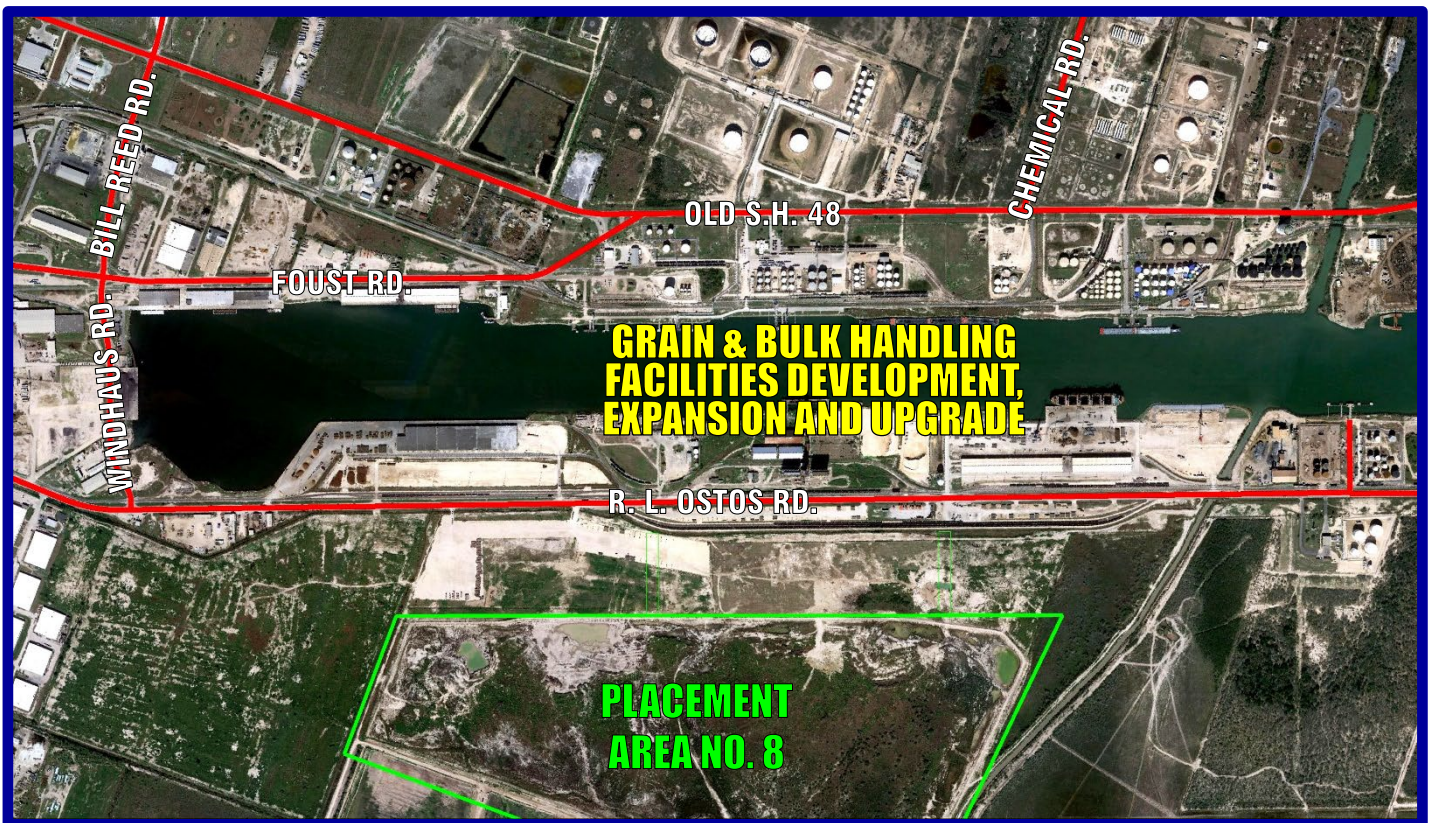 BILL REED RD.
CHEMICAL RD.
OLD S.H. 48
FOUST RD.
WINDHAUS RD.
GRAIN & BULK HANDLING
FACILITIES DEVELOPMENT,
EXPANSION AND UPGRADE
R. L. OSTOS RD.
PLACEMENT
AREA NO. 8